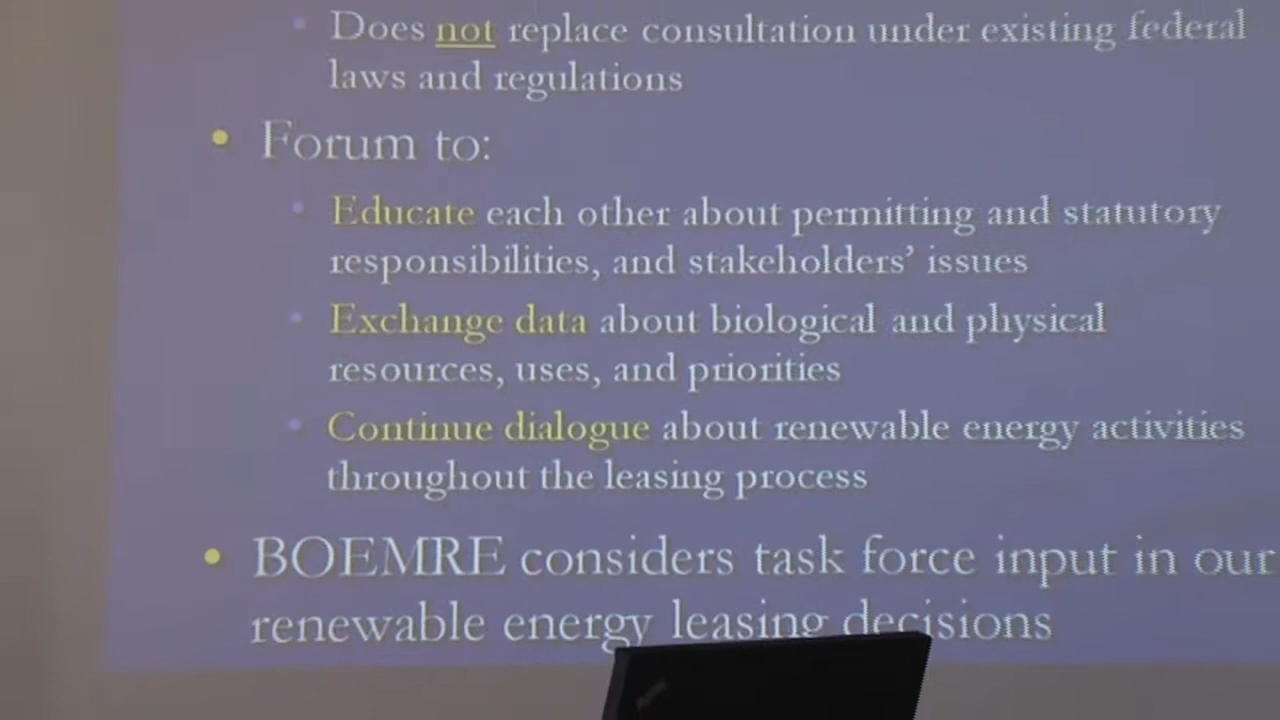 • Does not replace consultation under existing federal
laws and regulations
• Forum to:
• Educate each other about permitting and statutory
responsibilities, and stakeholders’ issues
• Exchange data about biological and physical
resources, uses, and priorities
• Continue dialogue about renewable energy activities
throughout the leasing process
• BOEMRE considers task force input in our
renewable energy leasing decisions